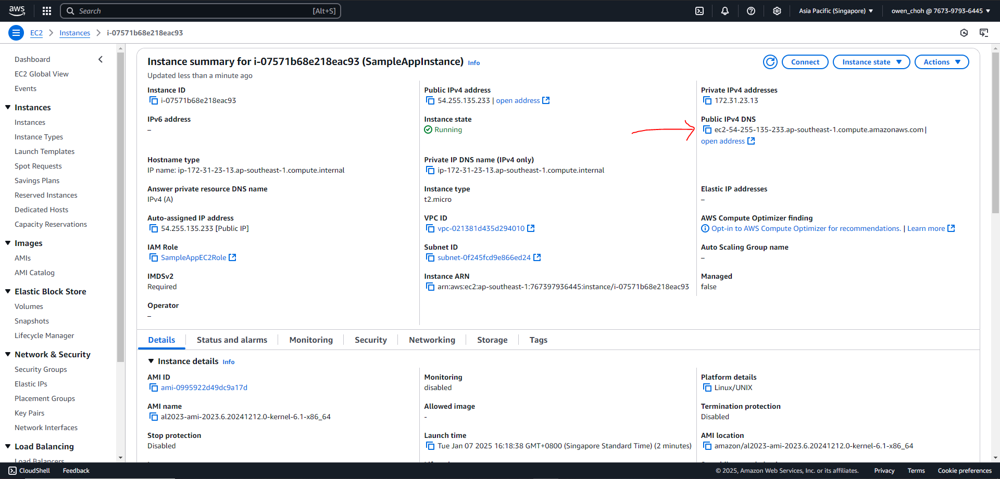 aws
Search [Alt+S]
Asia Pacific (Singapore)
owen_choh @ 7673-9793-6445
EC2
Instances
i-07571b68e218eac93
Dashboard
EC2 Global View
Events
Instances
Instances
Instance Types
Launch Templates
Spot Requests
Savings Plans
Reserved Instances
Dedicated Hosts
Capacity Reservations
Images
AMIs
AMI Catalog
Elastic Block Store
Volumes
Snapshots
Lifecycle Manager
Network & Security
Security Groups
Elastic IPs
Placement Groups
Key Pairs
Network Interfaces
Load Balancing
Load Balancers
Instance summary for i-07571b68e218eac93 (SampleAppInstance) Info
Updated less than a minute ago
Connect
Instance state
Actions
Instance ID
i-07571b68e218eac93
Public IPv4 address
54.255.135.233 | open address
Private IPv4 addresses
172.31.23.13
IPv6 address
–
Instance state
Running
Public IPv4 DNS
ec2-54-255-135-233.ap-southeast-1.compute.amazonaws.com |
open address
Hostname type
IP name: ip-172-31-23-13.ap-southeast-1.compute.internal
Private IP DNS name (IPv4 only)
ip-172-31-23-13.ap-southeast-1.compute.internal
Answer private resource DNS name
IPv4 (A)
Instance type
t2.micro
Elastic IP addresses
–
Auto-assigned IP address
54.255.135.233 [Public IP]
VPC ID
vpc-021381d435d294010
AWS Compute Optimizer finding
Opt-in to AWS Compute Optimizer for recommendations. | Learn more
IAM Role
SampleAppEC2Role
Subnet ID
subnet-0f245fcd9e866ed24
Auto Scaling Group name
–
IMDSv2
Required
Instance ARN
arn:aws:ec2:ap-southeast-1:767397936445:instance/i-07571b68e218eac93
Managed
false
Operator
–
Details
Status and alarms
Monitoring
Security
Networking
Storage
Tags
Instance details Info
AMI ID
ami-0995922d49dc9a17d
Monitoring
disabled
Platform details
Linux/UNIX
AMI name
al2023-ami-2023.6.20241212.0-kernel-6.1-x86_64
Allowed image
-
Termination protection
Disabled
Stop protection
Disabled
Launch time
Tue Jan 07 2025 16:18:38 GMT+0800 (Singapore Standard Time) (2 minutes)
AMI location
amazon/al2023-ami-2023.6.20241212.0-kernel-6.1-x86_64
CloudShell
Feedback
© 2025, Amazon Web Services, Inc. or its affiliates.
Privacy
Terms
Cookie preferences